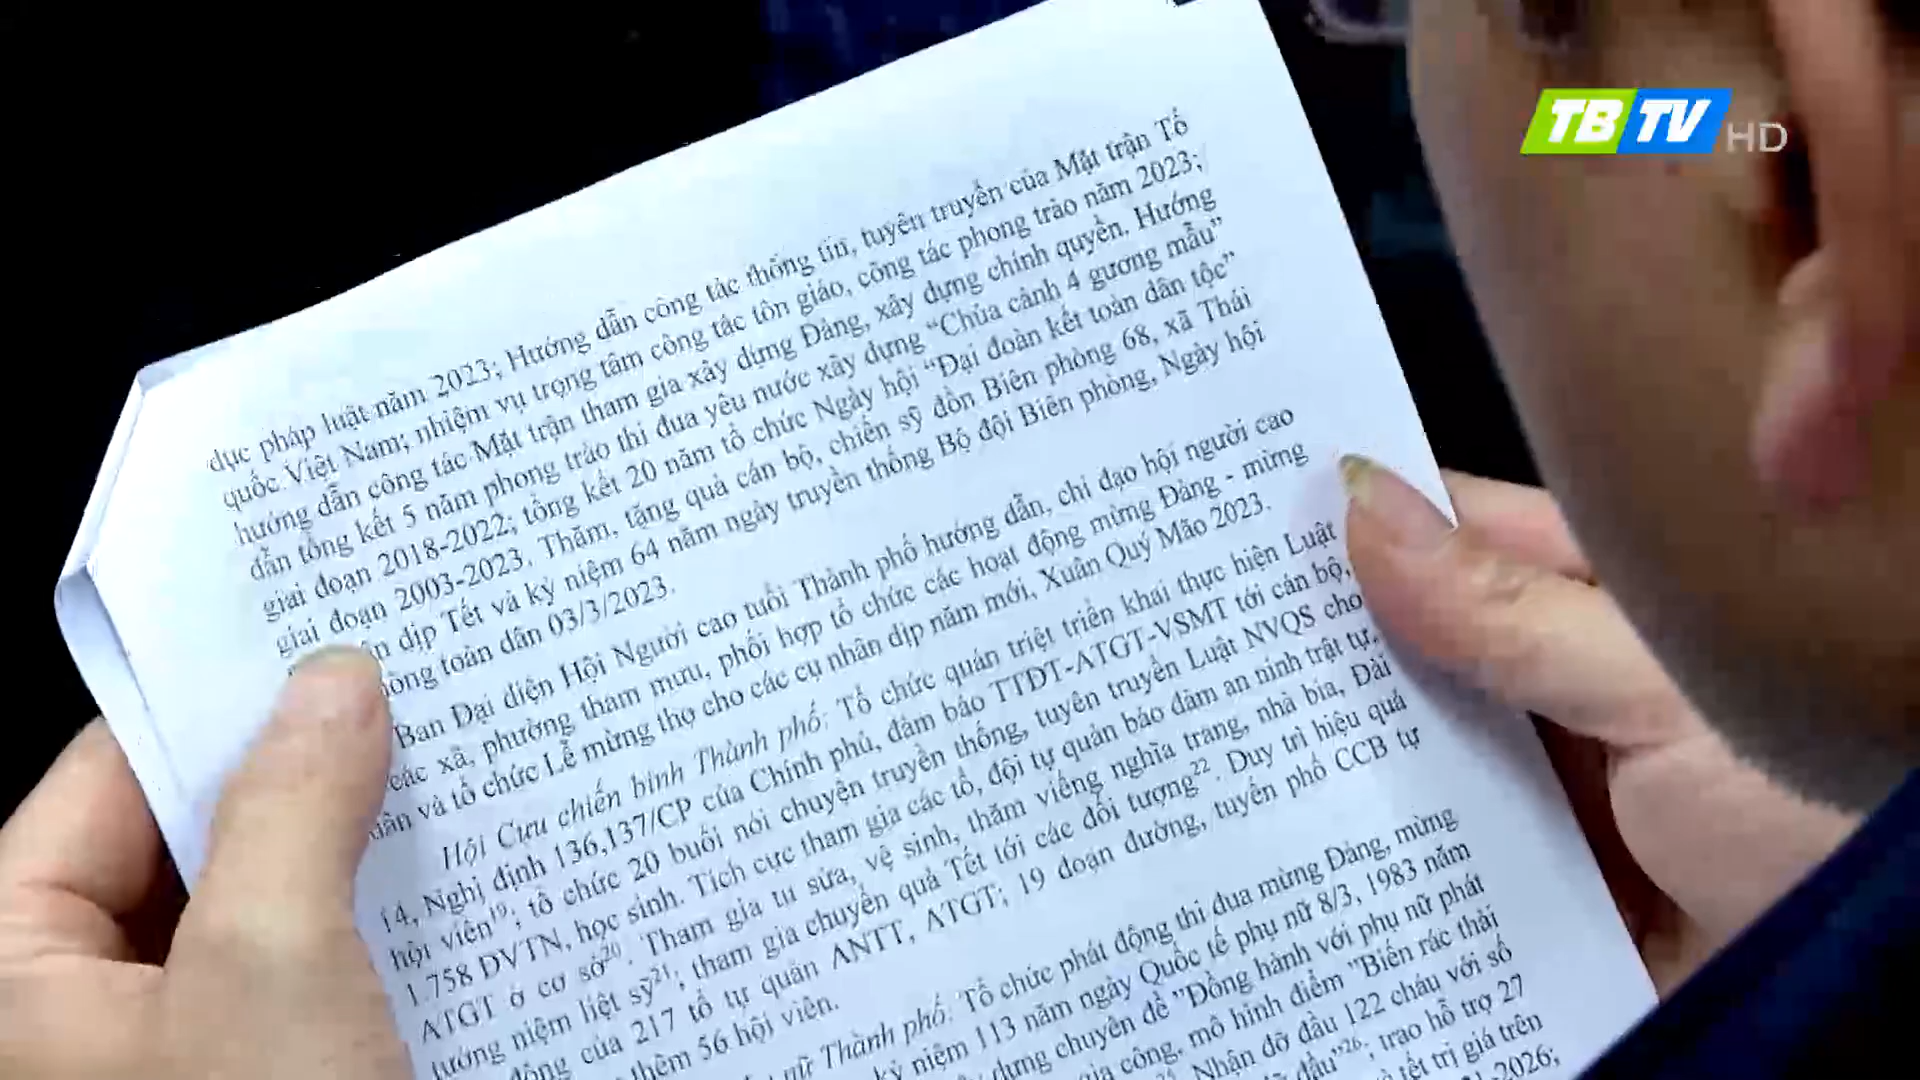 TBTV HD
dục pháp luật năm 2023; Hướng dẫn công tác thông tin, tuyên truyền của Mặt trận Tổ
quốc Việt Nam; nhiệm vụ trọng tâm công tác tôn giáo, công tác phong trào năm 2023;
hướng dẫn công tác Mặt trận tham gia xây dựng Đảng, xây dựng chính quyền. Hướng
dẫn tổng kết 5 năm phong trào thi đua yêu nước xây dựng “Chùa cảnh 4 gương mẫu”
giai đoạn 2018-2022; tổng kết 20 năm tổ chức Ngày hội “Đại đoàn kết toàn dân tộc”
giai đoạn 2003-2023. Thăm, tặng quà cán bộ, chiến sỹ đồn Biên phòng 68, xã Thái
dịp Tết và kỷ niệm 64 năm ngày truyền thống Bộ đội Biên phòng, Ngày hội
toàn dân 03/3/2023.
Ban Đại diện Hội Người cao tuổi Thành phố hướng dẫn, chỉ đạo hội người cao
các xã, phường tham mưu, phối hợp tổ chức các hoạt động mừng Đảng - mừng
và tổ chức Lễ mừng thọ cho các cụ nhân dịp năm mới, Xuân Quý Mão 2023.
Hội Cựu chiến binh Thành phố: Tổ chức quán triệt triển khai thực hiện Luật
14, Nghị định 136,137/CP của Chính phủ, đảm bảo TTĐT-ATGT-VSMT tới cán bộ,
hội viên19; tổ chức 20 buổi nói chuyện truyền thống, tuyên truyền Luật NVQS cho
1.758 ĐVTN, học sinh. Tích cực tham gia các tổ, đội tự quản bảo đảm an ninh trật tự,
ATGT ở cơ sở20. Tham gia tu sửa, vệ sinh, thăm viếng nghĩa trang, nhà bia, Đài
tưởng niệm liệt sỹ21; tham gia chuyển quà Tết tới các đối tượng22. Duy trì hiệu quả
động của 217 tổ tự quản ANTT, ATGT; 19 đoạn đường, tuyến phố CCB tự
thêm 56 hội viên.
nữ Thành phố: Tổ chức phát động thi đua mừng Đảng, mừng
kỷ niệm 113 năm ngày Quốc tế phụ nữ 8/3, 1983 năm
dựng chuyên đề "Đồng hành với phụ nữ phát
gia công, mô hình điểm "Biến rác thải
Nhận đỡ đầu 122 cháu với số
đầu"26; trao hỗ trợ 27
tết trị giá trên
2026;